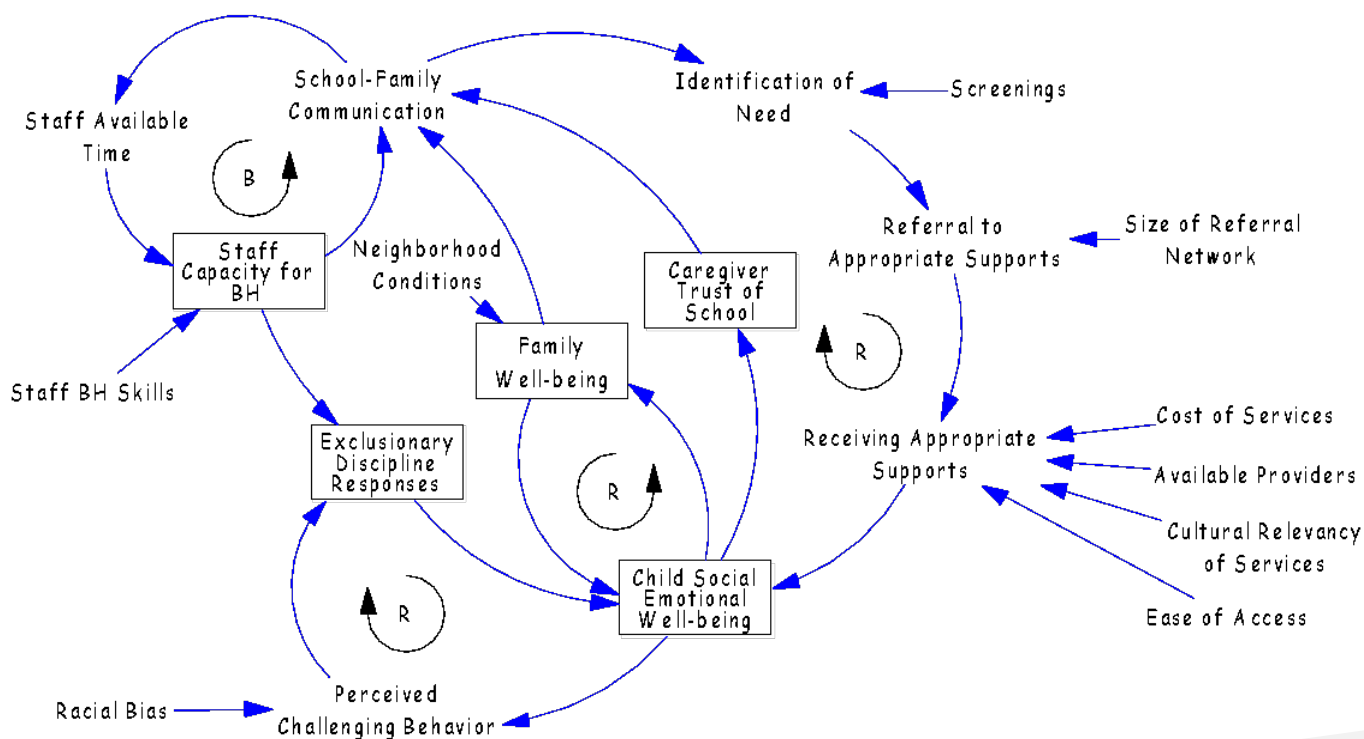 School-Family
Communication
Identification of
Need
Screenings
Staff Available
Time
B
Staff
Capacity for
BH
Neighborhood
Conditions
Caregiver
Trust of
School
Referral to
Appropriate Supports
Size of Referral
Network
Family
Well-being
R
Staff BH Skills
Exclusionary
Discipline
Responses
R
Receiving Appropriate
Supports
Cost of Services
Available Providers
Cultural Relevancy
of Services
Ease of Access
Child Social
Emotional
Well-being
R
Racial Bias
Perceived
Challenging Behavior